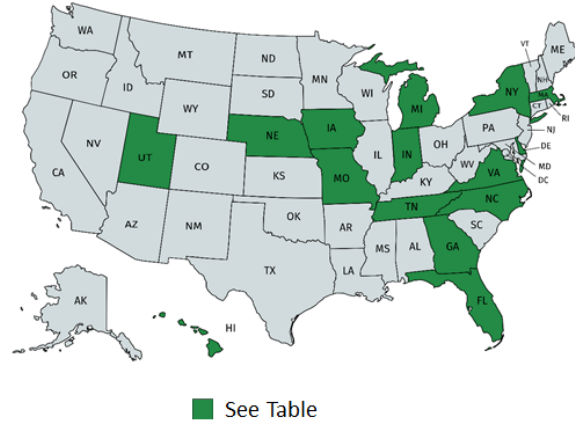 WA
VT
ME
MT
ND
MN
OR
NH
ID
SD
WI
NY
MA
WY
MI
CT
RI
NE
IA
PA
NJ
NV
UT
IL
IN
OH
DE
CO
WV
MD
CA
KS
MO
KY
VA
DC
NC
TN
AZ
NM
OK
AR
SC
MS
AL
GA
TX
LA
AK
FL
HI
See Table